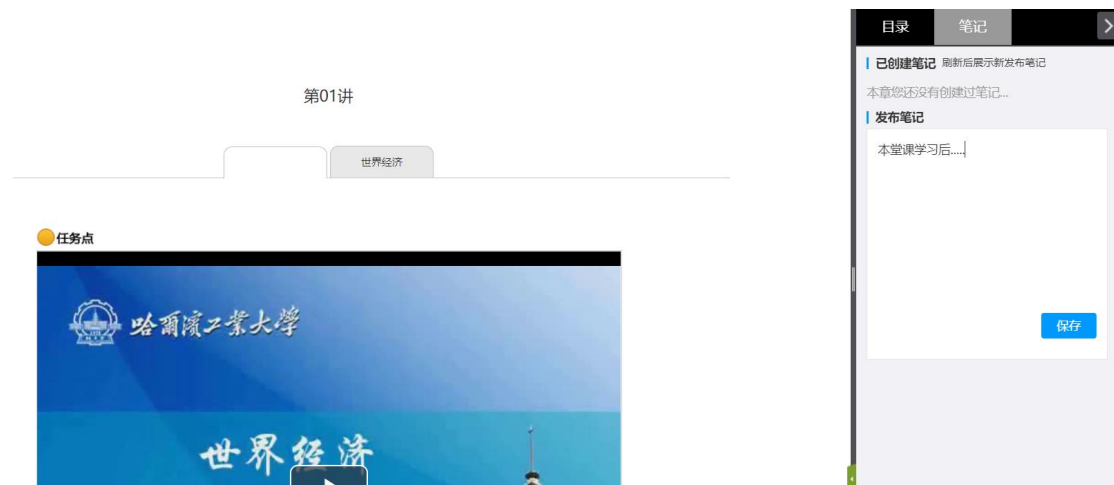 第01讲
世界经济
任务点
哈爾濱工業大學
世界经济
目录
笔记
已创建笔记 刷新后展示新发布笔记
本章您还没有创建过笔记...
发布笔记
本堂课学习后.....
保存